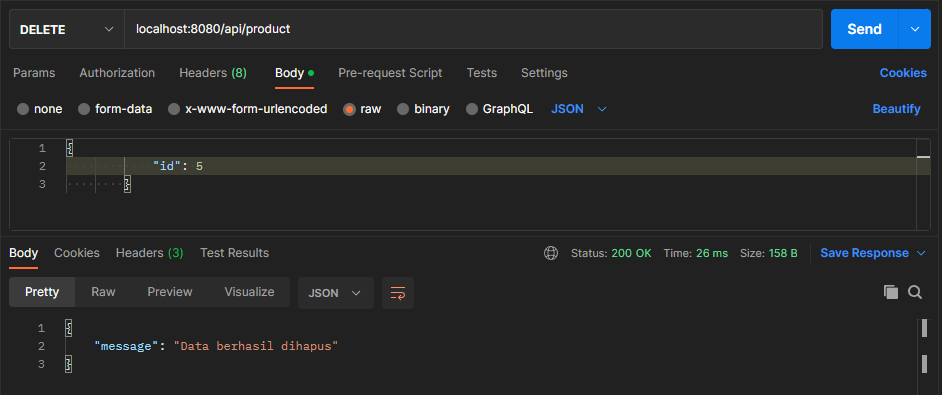 DELETE localhost:8080/api/product Send
Params Authorization Headers (8) Body Pre-request Script Tests Settings Cookies
none form-data x-www-form-urlencoded raw binary GraphQL JSON Beautify
1 {
2 "id": 5
3 }
Body Cookies Headers (3) Test Results Status: 200 OK Time: 26 ms Size: 158 B Save Response
Pretty Raw Preview Visualize JSON
1 {
2 "message": "Data berhasil dihapus"
3 }